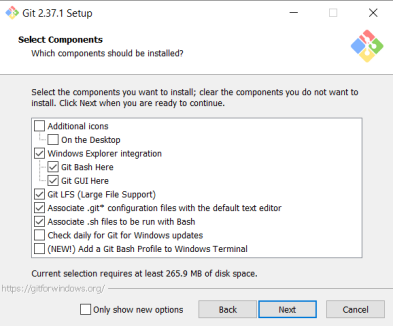 Git 2.37.1 Setup
Select Components
Which components should be installed?
Select the components you want to install; clear the components you do not want to
install. Click Next when you are ready to continue.
Additional icons
On the Desktop
Windows Explorer integration
Git Bash Here
Git GUI Here
Git LFS (Large File Support)
Associate .git* configuration files with the default text editor
Associate .sh files to be run with Bash
Check daily for Git for Windows updates
(NEW!) Add a Git Bash Profile to Windows Terminal
Current selection requires at least 265.9 MB of disk space.
https://gitforwindows.org/
Only show new options
Back
Next
Cancel